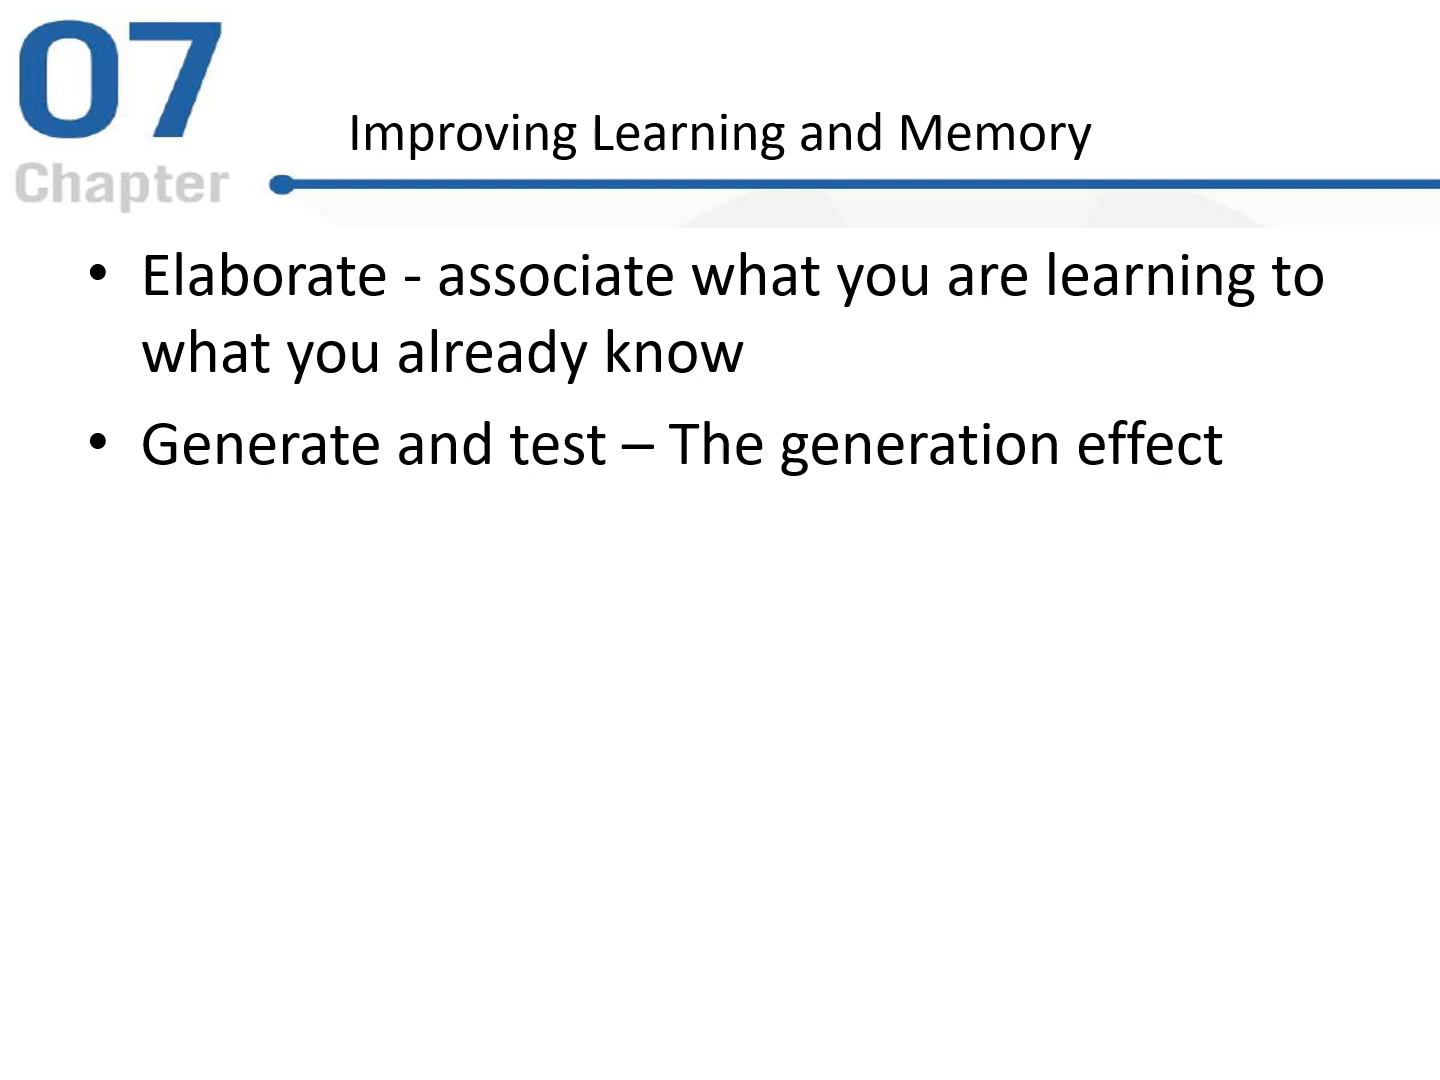 07
Chapter
Improving Learning and Memory
• Elaborate - associate what you are learning to
what you already know
• Generate and test – The generation effect